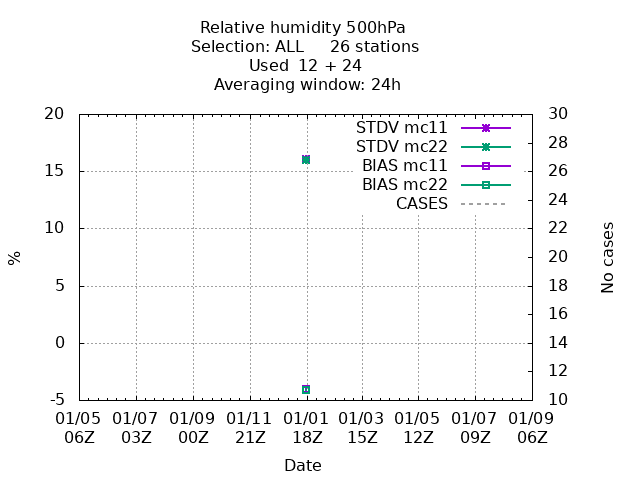 Relative humidity 500hPa
Selection: ALL 26 stations
Used 12 + 24
Averaging window: 24h
20 30
STDV mc11
28
STDV mc22
15 BIAS mc11 26
BIAS mc22
24
CASES
10 22
%
No cases
20
5 18
16
0 14
12
-5 10
01/05 01/07 01/09 01/11 01/01 01/03 01/05 01/07 01/09
06Z 03Z 00Z 21Z 18Z 15Z 12Z 09Z 06Z
Date